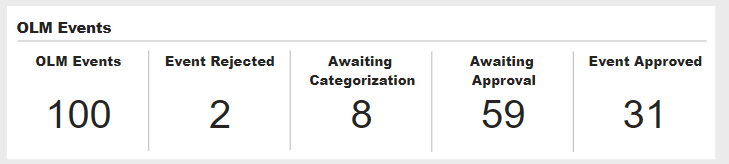 OLM Events
OLM Events
Event Rejected
Awaiting
Categorization
Awaiting
Approval
Event Approved
100
2
8
59
31